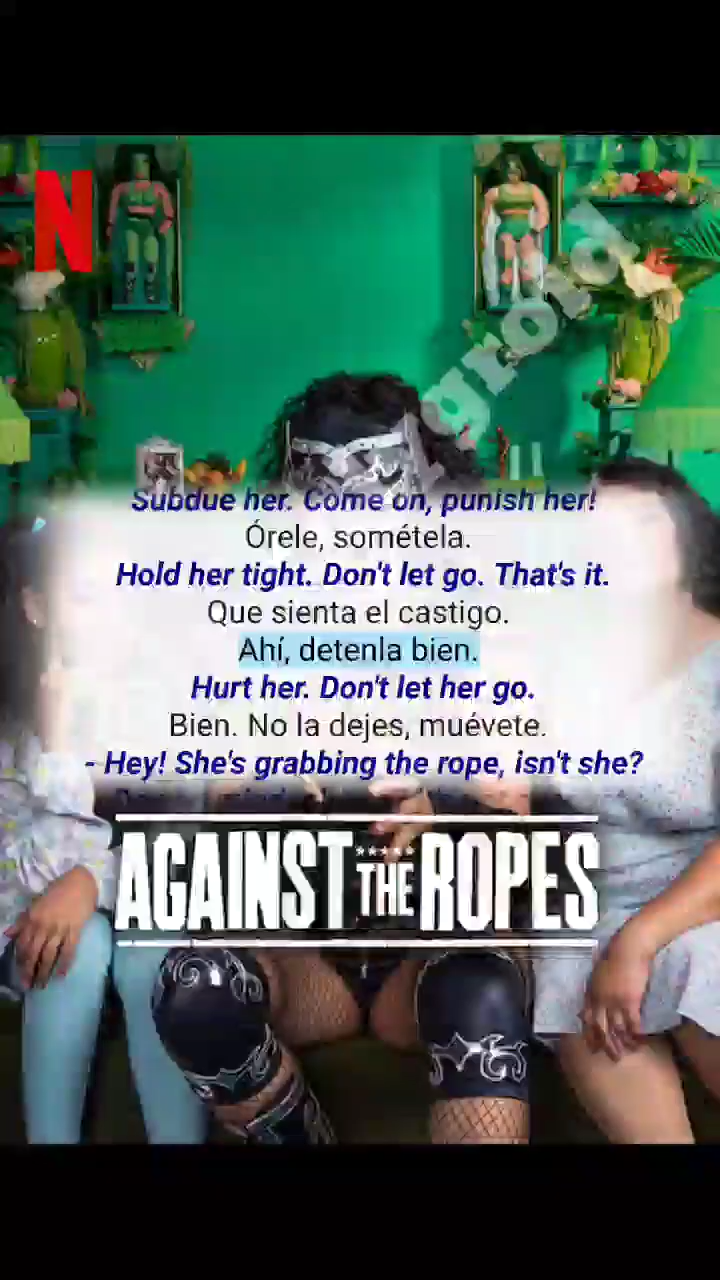 N
Subdue her. Come on, punish her!
Órele, sométela.
Hold her tight. Don't let go. That's it.
Que sienta el castigo.
Ahí, detenla bien.
Hurt her. Don't let her go.
Bien. No la dejes, muévete.
- Hey! She's grabbing the rope, isn't she?
AGAINST THE ROPES